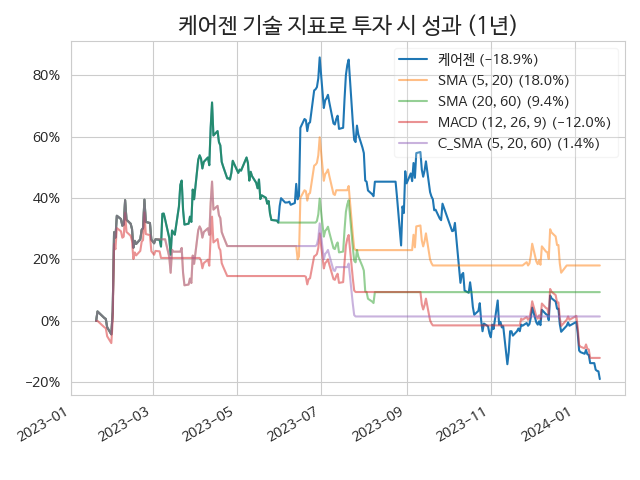 케어젠 기술 지표로 투자 시 성과 (1년)
케어젠 (−18.9%)
SMA (5, 20) (18.0%)
SMA (20, 60) (9.4%)
MACD (12, 26, 9) (−12.0%)
C_SMA (5, 20, 60) (1.4%)
80%
60%
40%
20%
0%
−20%
2023−01
2023−03
2023−05
2023−07
2023−09
2023−11
2024−01